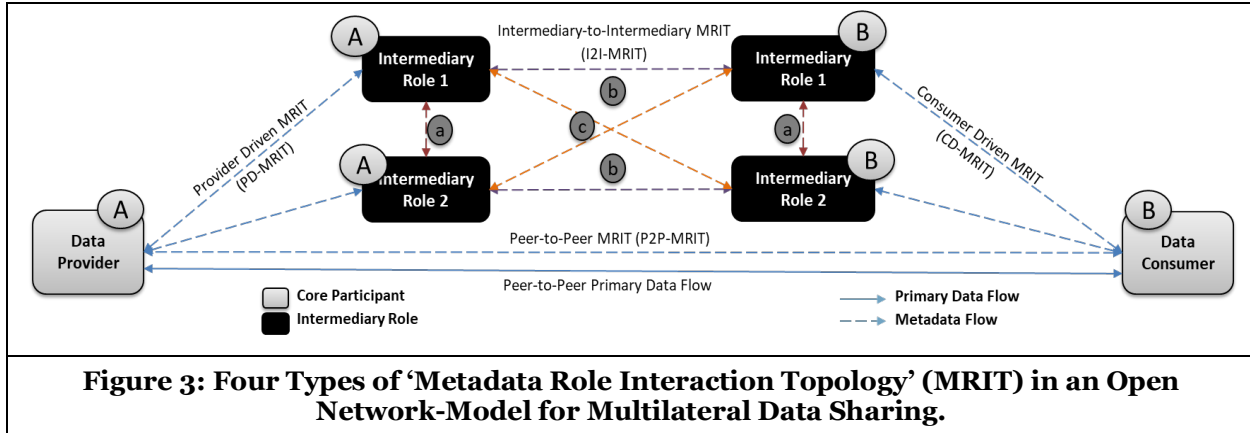 A
Intermediary
Role 1
Intermediary-to-Intermediary MRIT
(I2I-MRIT)
B
Intermediary
Role 1
Provider Driven MRIT
(PD-MRIT)
a
b
c
a
Consumer Driven MRIT
(CD-MRIT)
A
Intermediary
Role 2
b
B
Intermediary
Role 2
A
Data
Provider
B
Data
Consumer
Peer-to-Peer MRIT (P2P-MRIT)
Peer-to-Peer Primary Data Flow
Core Participant
Intermediary Role
Primary Data Flow
Metadata Flow
Figure 3: Four Types of ‘Metadata Role Interaction Topology’ (MRIT) in an Open
Network-Model for Multilateral Data Sharing.